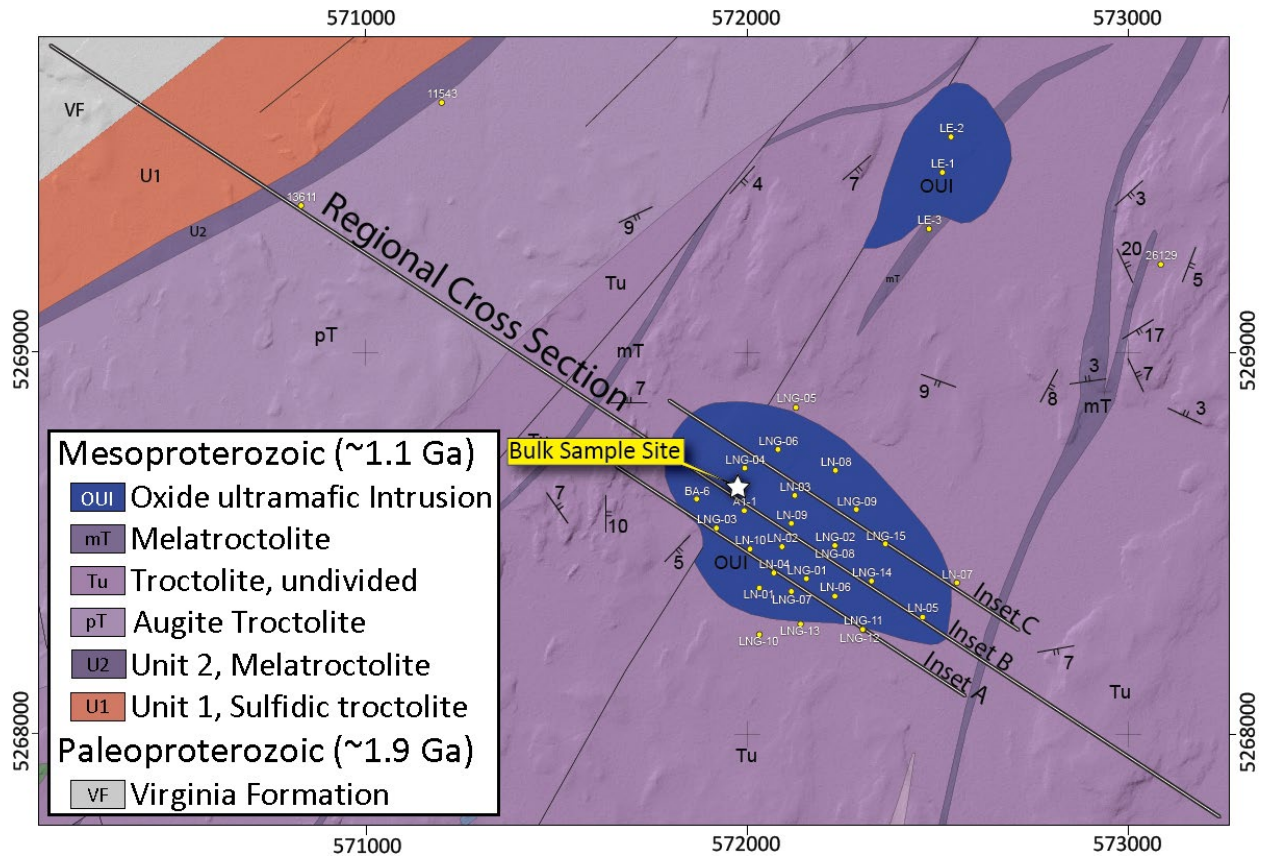 571000
572000
573000
VF
11543
LE-2
U1
LE-1
4
7
OUI
3
13611
Regional Cross Section
9
LE-3
U2
20
26129
Tu
mT
5
pT
17
5269000
5269000
mT
3
7
9
7
8
mT
3
LNG-05
Mesoproterozoic (~1.1 Ga)
OUI Oxide ultramafic Intrusion
mT Melatroctolite
Tu Troctolite, undivided
pT Augite Troctolite
U2 Unit 2, Melatroctolite
U1 Unit 1, Sulfidic troctolite
Paleoproterozoic (~1.9 Ga)
VF Virginia Formation
Bulk Sample Site
LNG-06
LNG-04
LN-08
BA-6
LN-03
7
A1-1
LNG-09
10
LNG-03
LN-09
LN-10
LN-02
LNG-02
LNG-15
5
OUI
LNG-08
LN-04
LNG-01
LNG-14
LN-07
LN-01
LNG-07
LN-06
Inset C
LN-05
LNG-11
LNG-13
LNG-12
LNG-10
Inset B
7
Inset A
Tu
5268000
5268000
Tu
571000
572000
573000